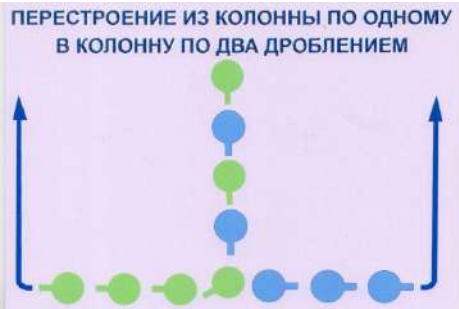 ПЕРЕСТРОЕНИЕ ИЗ КОЛОННЫ ПО ОДНОМУ
В КОЛОННУ ПО ДВА ДРОБЛЕНИЕМ